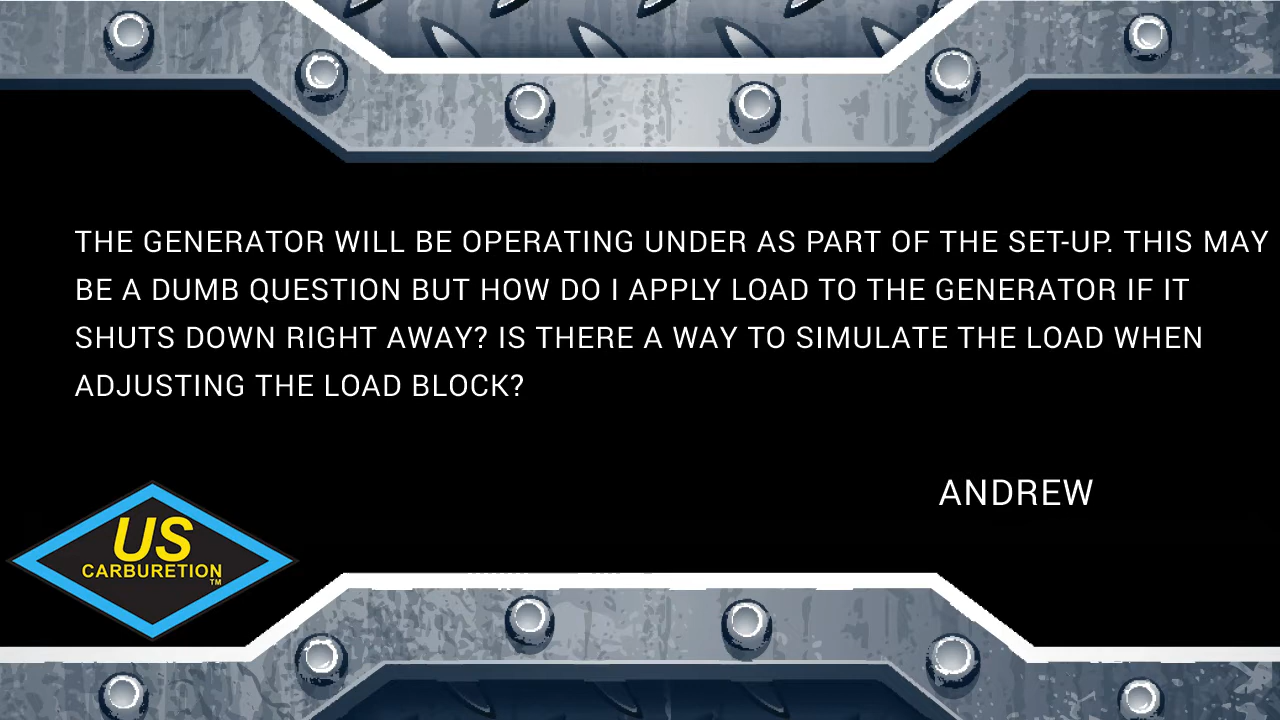 THE GENERATOR WILL BE OPERATING UNDER AS PART OF THE SET-UP. THIS MAY
BE A DUMB QUESTION BUT HOW DO I APPLY LOAD TO THE GENERATOR IF IT
SHUTS DOWN RIGHT AWAY? IS THERE A WAY TO SIMULATE THE LOAD WHEN
ADJUSTING THE LOAD BLOCK?
ANDREW
US
CARBURETION
TM